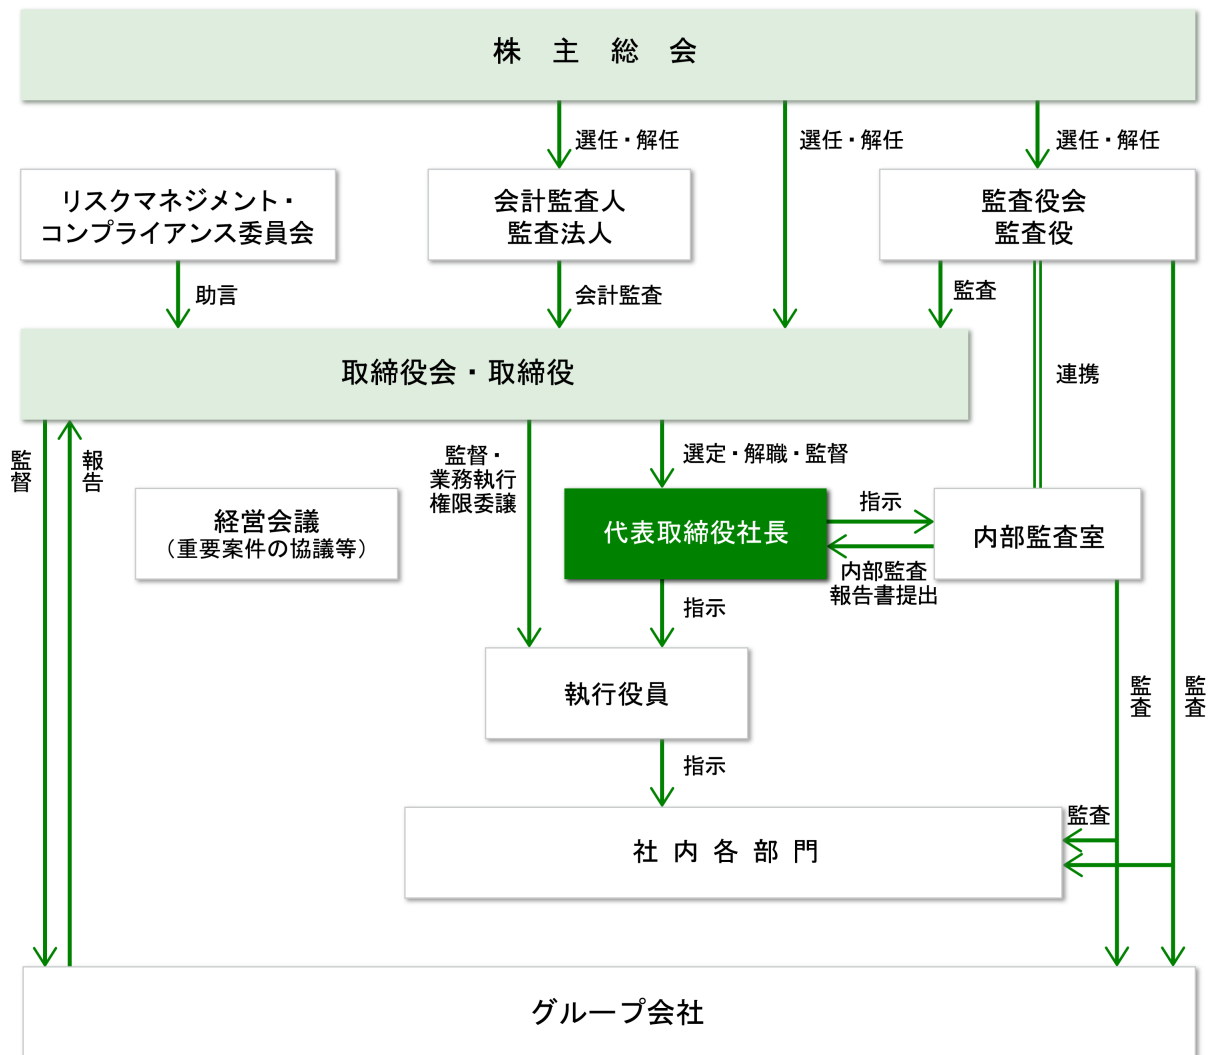 株主総会
選任・解任
選任・解任
選任・解任
リスクマネジメント・
コンプライアンス委員会
会計監査人
監査法人
監査役会
監査役
助言
会計監査
監査
取締役会・取締役
連携
監督
報告
監督・
業務執行
権限委譲
選定・解職・監督
経営会議
（重要案件の協議等）
代表取締役社長
指示
内部監査
報告書提出
内部監査室
指示
執行役員
監査
監査
指示
社内各部門
監査
グループ会社